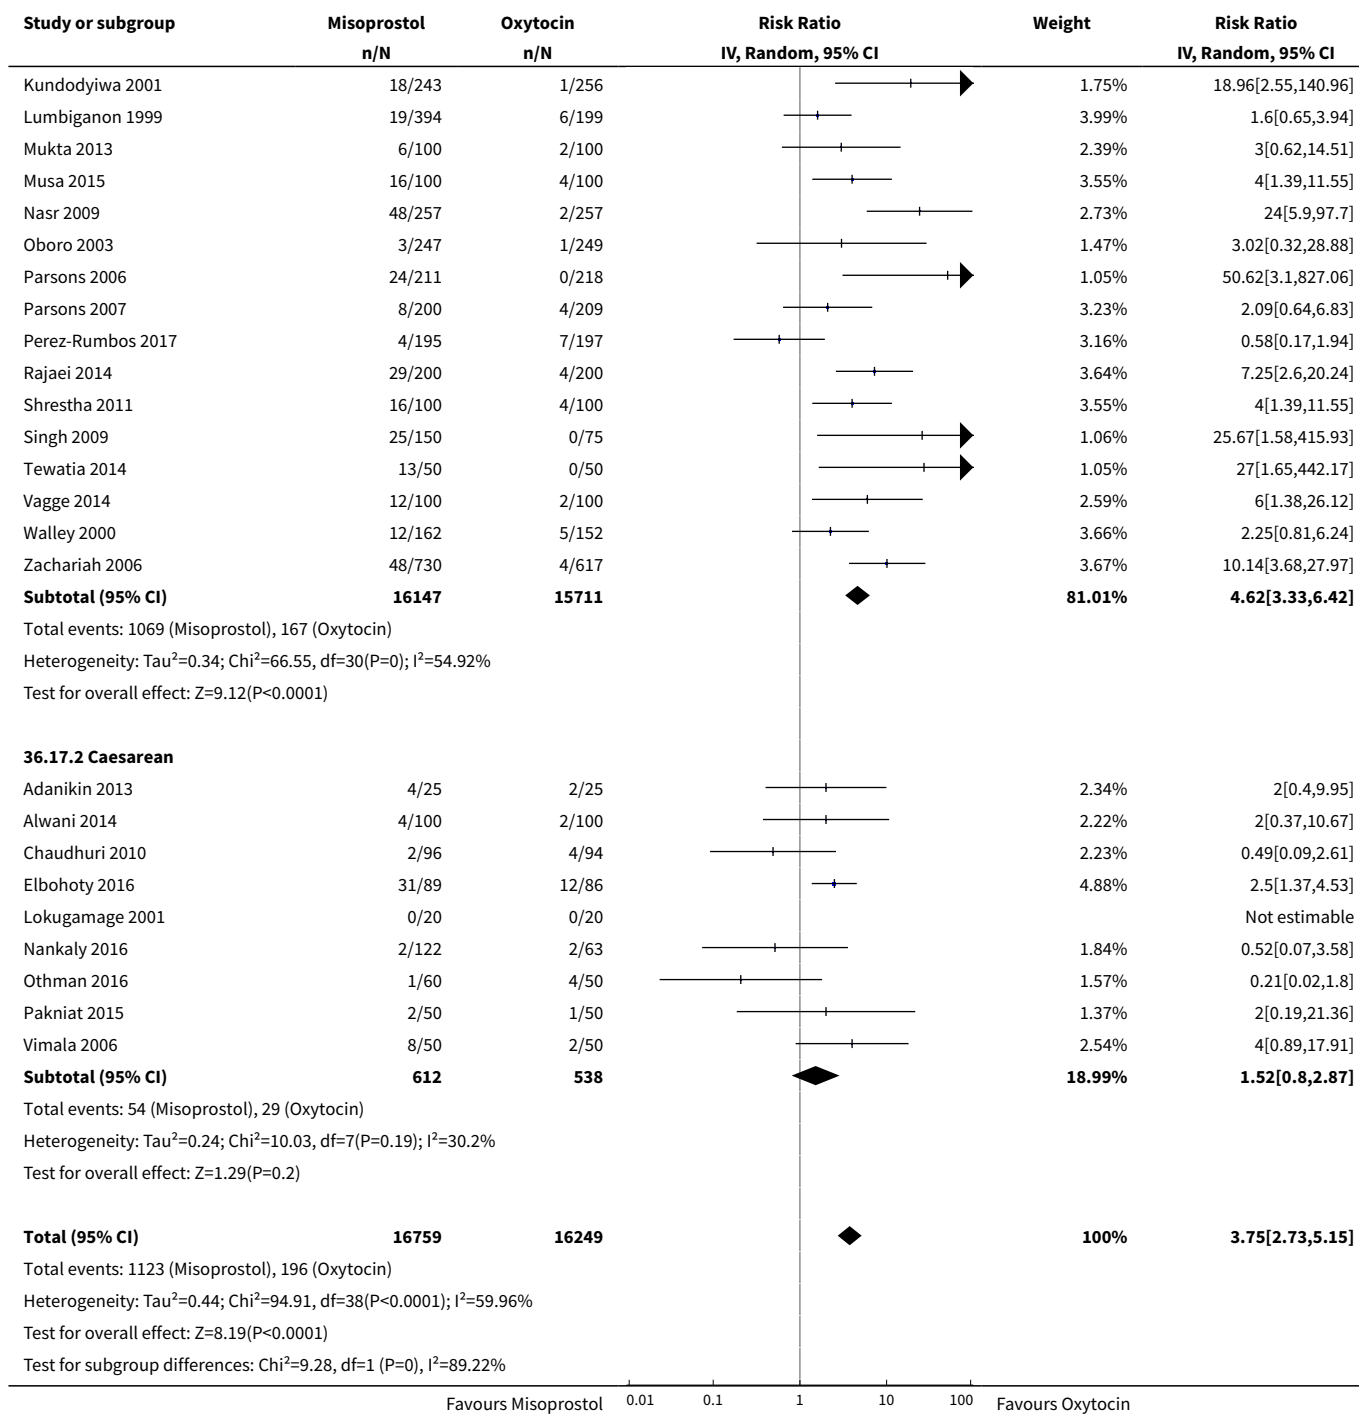 Study or subgroup Misoprostol Oxytocin Risk Ratio Weight Risk Ratio
n/N n/N IV, Random, 95% CI IV, Random, 95% CI
Kundodyiwa 2001 18/243 1/256 1.75% 18.96[2.55,140.96]
Lumbiganon 1999 19/394 6/199 3.99% 1.6[0.65,3.94]
Mukta 2013 6/100 2/100 2.39% 3[0.62,14.51]
Musa 2015 16/100 4/100 3.55% 4[1.39,11.55]
Nasr 2009 48/257 2/257 2.73% 24[5.9,97.7]
Oboro 2003 3/247 1/249 1.47% 3.02[0.32,28.88]
Parsons 2006 24/211 0/218 1.05% 50.62[3.1,827.06]
Parsons 2007 8/200 4/209 3.23% 2.09[0.64,6.83]
Perez-Rumbos 2017 4/195 7/197 3.16% 0.58[0.17,1.94]
Rajaei 2014 29/200 4/200 3.64% 7.25[2.6,20.24]
Shrestha 2011 16/100 4/100 3.55% 4[1.39,11.55]
Singh 2009 25/150 0/75 1.06% 25.67[1.58,415.93]
Tewatia 2014 13/50 0/50 1.05% 27[1.65,442.17]
Vagge 2014 12/100 2/100 2.59% 6[1.38,26.12]
Walley 2000 12/162 5/152 3.66% 2.25[0.81,6.24]
Zachariah 2006 48/730 4/617 3.67% 10.14[3.68,27.97]
Subtotal (95% CI) 16147 15711 81.01% 4.62[3.33,6.42]
Total events: 1069 (Misoprostol), 167 (Oxytocin)
Heterogeneity: Tau²=0.34; Chi²=66.55, df=30(P=0); I²=54.92%
Test for overall effect: Z=9.12(P<0.0001)
36.17.2 Caesarean
Adanikin 2013 4/25 2/25 2.34% 2[0.4,9.95]
Alwani 2014 4/100 2/100 2.22% 2[0.37,10.67]
Chaudhuri 2010 2/96 4/94 2.23% 0.49[0.09,2.61]
Elbohoty 2016 31/89 12/86 4.88% 2.5[1.37,4.53]
Lokugamage 2001 0/20 0/20 Not estimable
Nankaly 2016 2/122 2/63 1.84% 0.52[0.07,3.58]
Othman 2016 1/60 4/50 1.57% 0.21[0.02,1.8]
Pakniat 2015 2/50 1/50 1.37% 2[0.19,21.36]
Vimala 2006 8/50 2/50 2.54% 4[0.89,17.91]
Subtotal (95% CI) 612 538 18.99% 1.52[0.8,2.87]
Total events: 54 (Misoprostol), 29 (Oxytocin)
Heterogeneity: Tau²=0.24; Chi²=10.03, df=7(P=0.19); I²=30.2%
Test for overall effect: Z=1.29(P=0.2)
Total (95% CI) 16759 16249 100% 3.75[2.73,5.15]
Total events: 1123 (Misoprostol), 196 (Oxytocin)
Heterogeneity: Tau²=0.44; Chi²=94.91, df=38(P<0.0001); I²=59.96%
Test for overall effect: Z=8.19(P<0.0001)
Test for subgroup differences: Chi²=9.28, df=1 (P=0), I²=89.22%
Favours Misoprostol 0.01 0.1 1 10 100 Favours Oxytocin